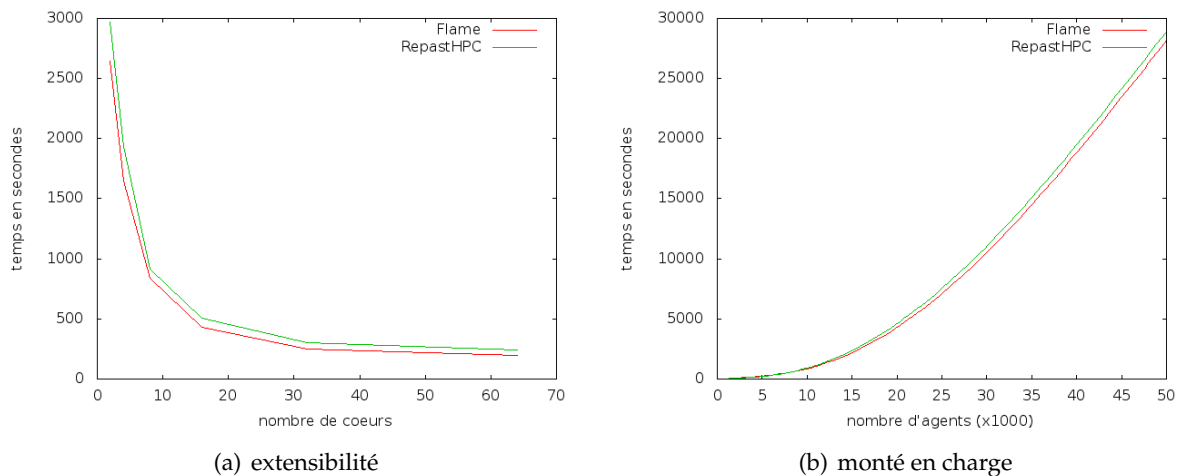 3000
2500
2000
1500
1000
500
0
0 10 20 30 40 50 60 70
temps en secondes
nombre de coeurs
Flame
RepastHPC
(a) extensibilité
30000
25000
20000
15000
10000
5000
0
0 5 10 15 20 25 30 35 40 45 50
temps en secondes
nombre d'agents (x1000)
Flame
RepastHPC
(b) monté en charge